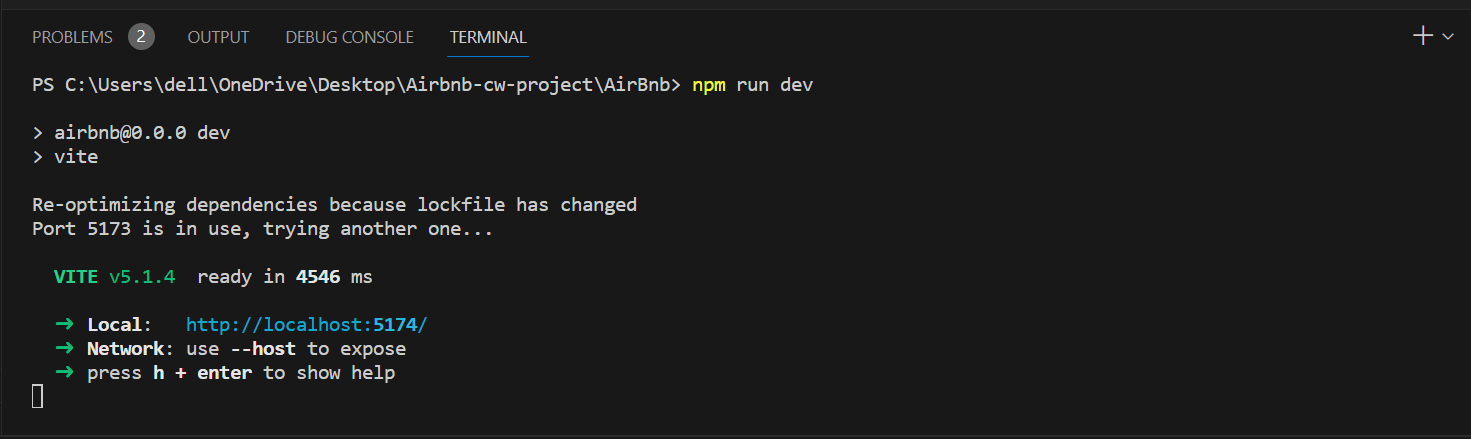 PROBLEMS 2 OUTPUT DEBUG CONSOLE TERMINAL
PS C:\Users\dell\OneDrive\Desktop\Airbnb-cw-project\AirBnb> npm run dev
> airbnb@0.0.0 dev
> vite
Re-optimizing dependencies because lockfile has changed
Port 5173 is in use, trying another one...
VITE v5.1.4 ready in 4546 ms
➜ Local: http://localhost:5174/
➜ Network: use --host to expose
➜ press h + enter to show help